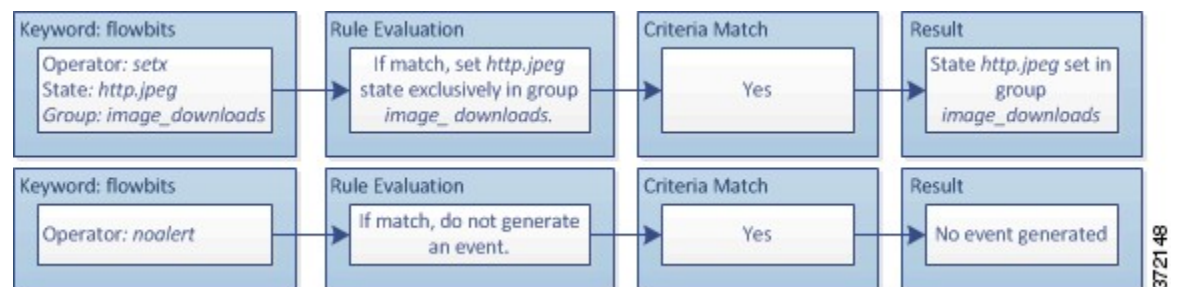 Keyword: flowbits
Operator: setx
State: http.jpeg
Group: image_downloads
Rule Evaluation
If match, set http.jpeg
state exclusively in group
image_ downloads.
Criteria Match
Yes
Result
State http.jpeg set in
group
image_downloads
Keyword: flowbits
Operator: noalert
Rule Evaluation
If match, do not generate
an event.
Criteria Match
Yes
Result
No event generated
372148